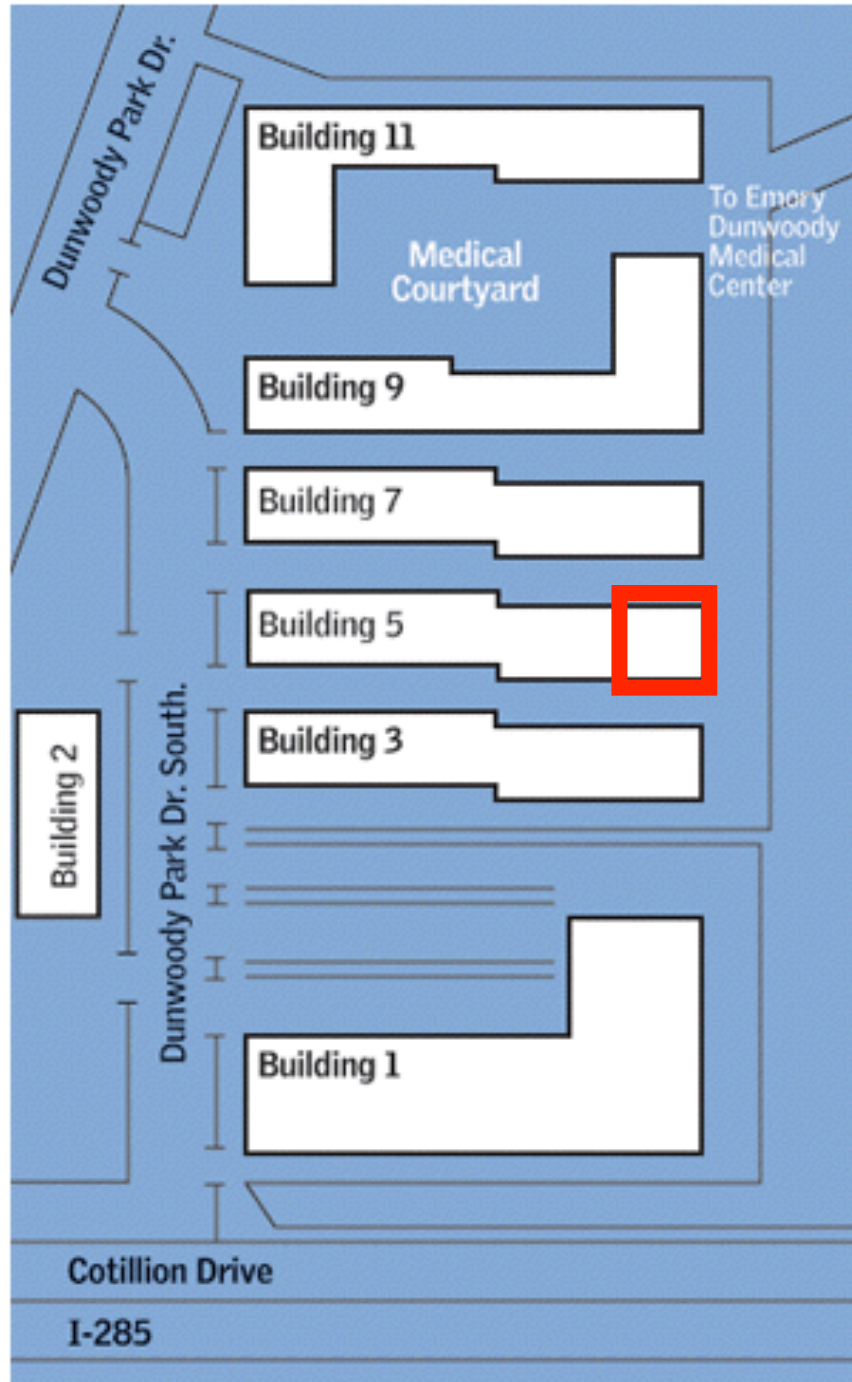 Dunwoody Park Dr.
Building 11
To Emory
Dunwoody
Medical
Center
Medical
Courtyard
Building 9
Building 7
Building 5
Building 3
Building 2
Dunwoody Park Dr. South.
Building 1
Cotillion Drive
I-285